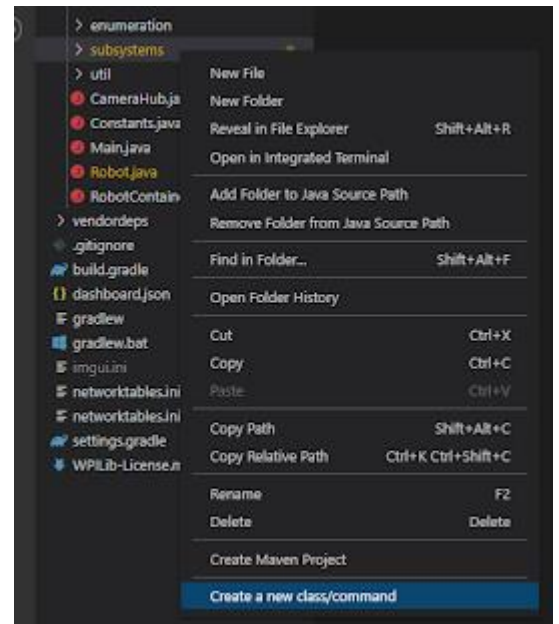 enumeration
subsystems
util
CameraHub.ja
Constants.java
Main.java
Robot.java
RobotContain
vendordeps
.gitignore
build.gradle
dashboard.json
gradlew
gradlew.bat
imgui.ini
networktables.ini
networktables.ini
settings.gradle
WPILib-License.m
New File
New Folder
Reveal in File Explorer Shift+Alt+R
Open in Integrated Terminal
Add Folder to Java Source Path
Remove Folder from Java Source Path
Find in Folder... Shift+Alt+F
Open Folder History
Cut Ctrl+X
Copy Ctrl+C
Paste Ctrl+V
Copy Path Shift+Alt+C
Copy Relative Path Ctrl+K Ctrl+Shift+C
Rename F2
Delete Delete
Create Maven Project
Create a new class/command